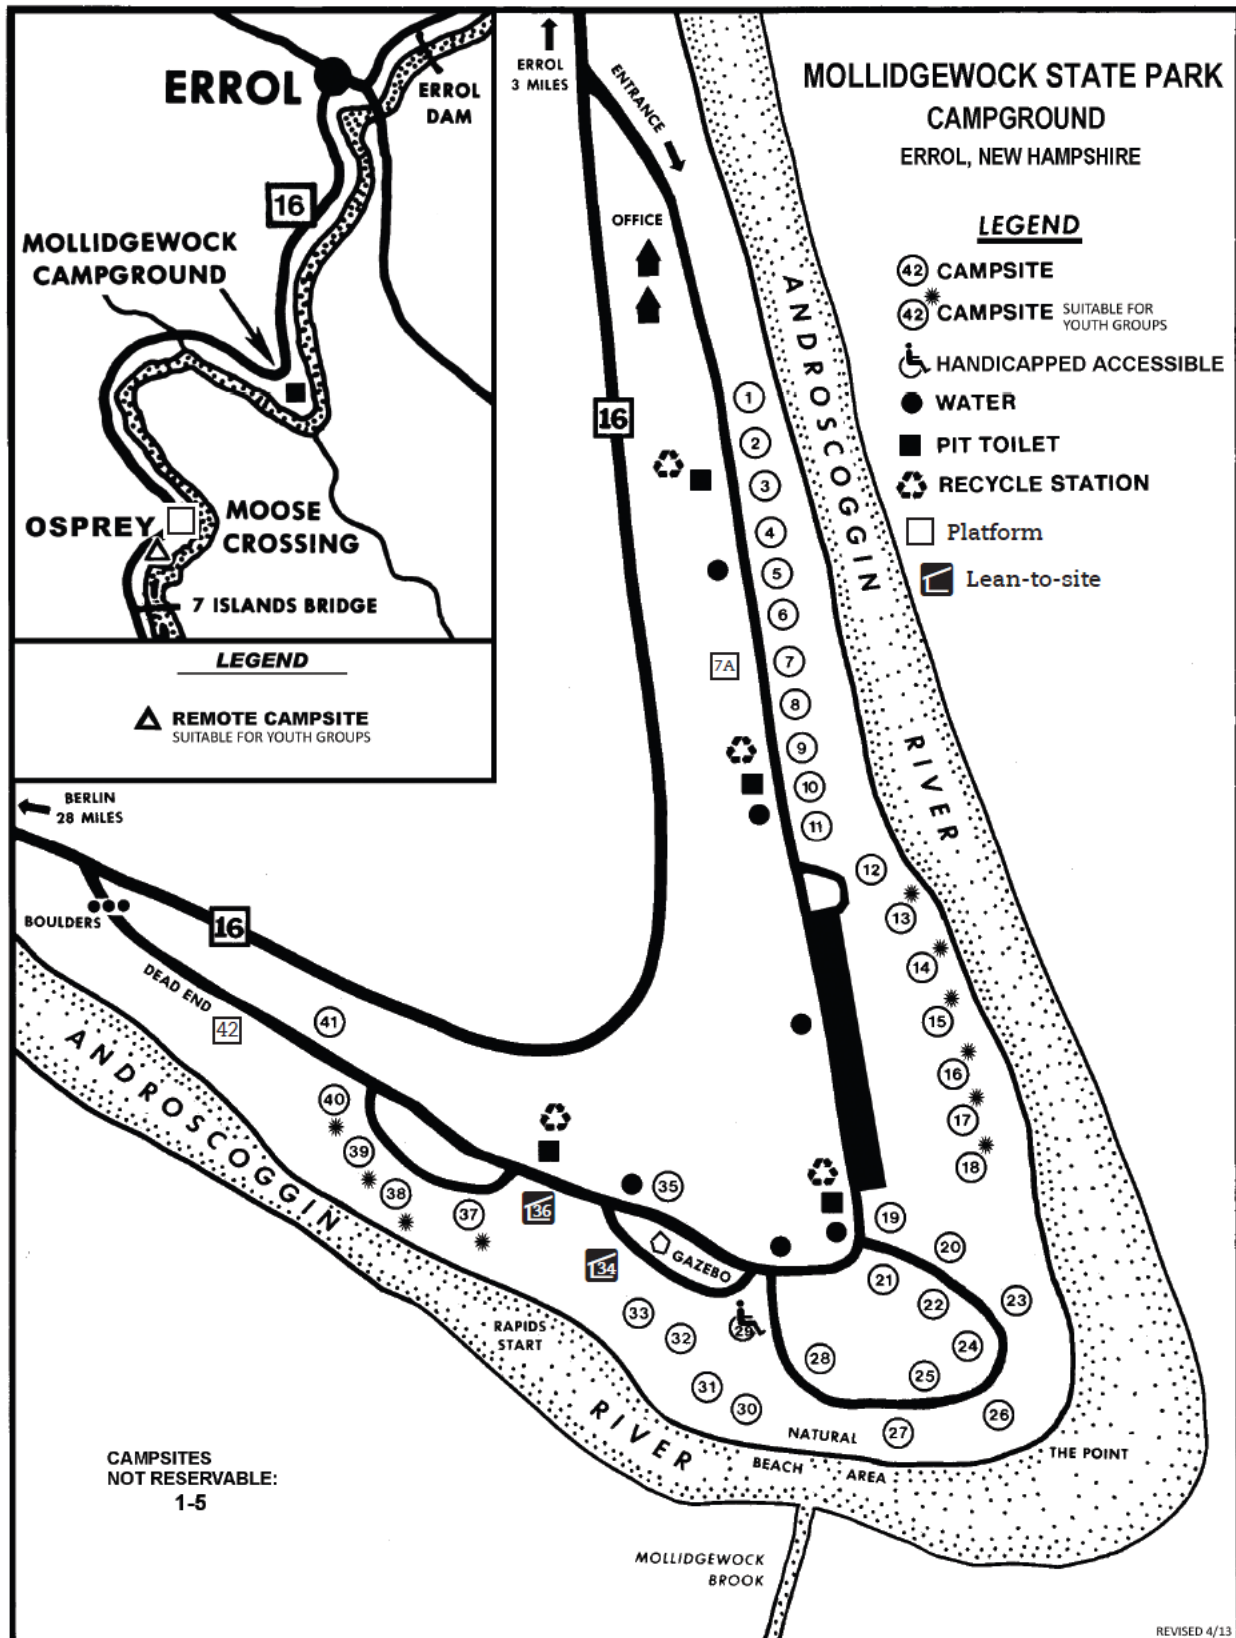 MOLLIDGEWOCK STATE PARK
CAMPGROUND
ERROL, NEW HAMPSHIRE
LEGEND
42 CAMPSITE
42 CAMPSITE SUITABLE FOR
YOUTH GROUPS
HANDICAPPED ACCESSIBLE
WATER
PIT TOILET
RECYCLE STATION
Platform
Lean-to-site
ERROL
ERROL
DAM
16
MOLLIDGEWOCK
CAMPGROUND
OSPREY
MOOSE
CROSSING
7 ISLANDS BRIDGE
LEGEND
REMOTE CAMPSITE
SUITABLE FOR YOUTH GROUPS
ERROL
3 MILES
ENTRANCE
OFFICE
16
ANDROSCOGGIN
RIVER
1
2
3
4
5
6
7A
7
8
9
10
11
12
13
14
15
16
17
18
19
20
21
22
23
24
25
26
27
28
29
30
31
32
33
34
35
36
37
38
39
40
41
42
BERLIN
28 MILES
BOULDERS
16
DEAD END
ANDROSCOGGIN
RIVER
GAZEBO
RAPIDS
START
NATURAL
BEACH AREA
THE POINT
CAMPSITES
NOT RESERVABLE:
1-5
MOLLIDGEWOCK
BROOK
REVISED 4/13